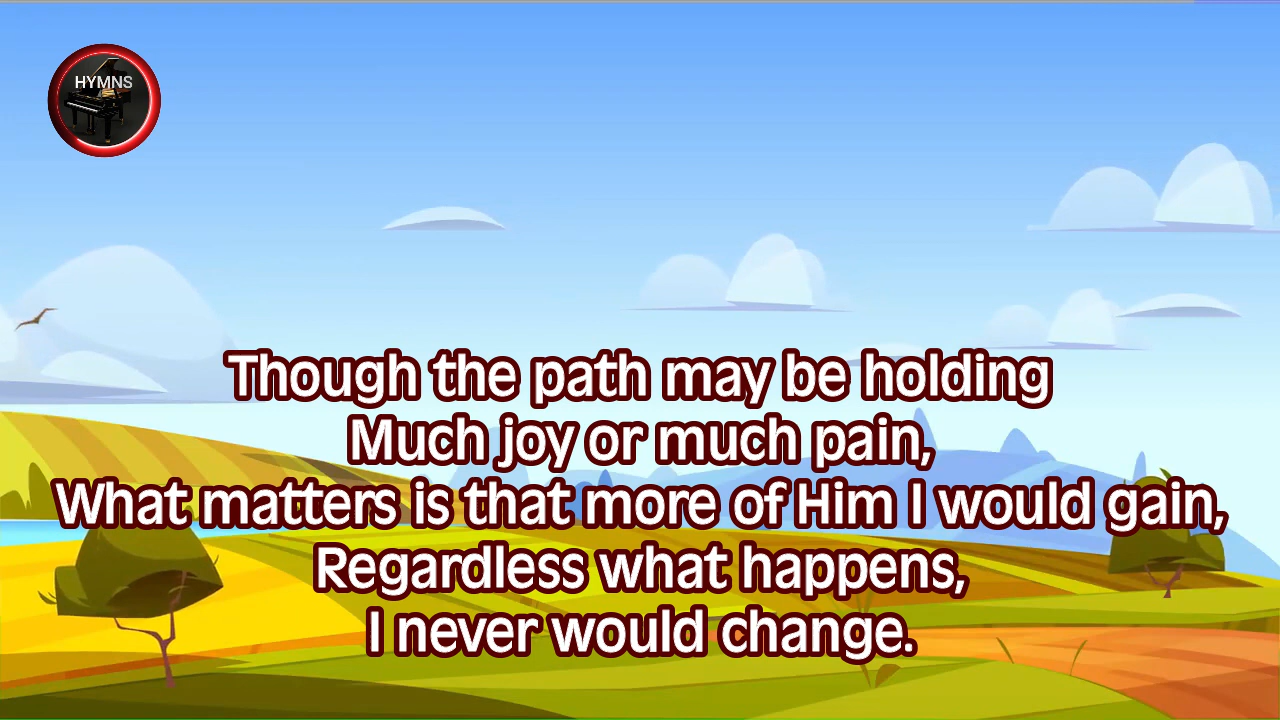 HYMNS
Though the path may be holding
Much joy or much pain,
What matters is that more of Him I would gain,
Regardless what happens,
I never would change.